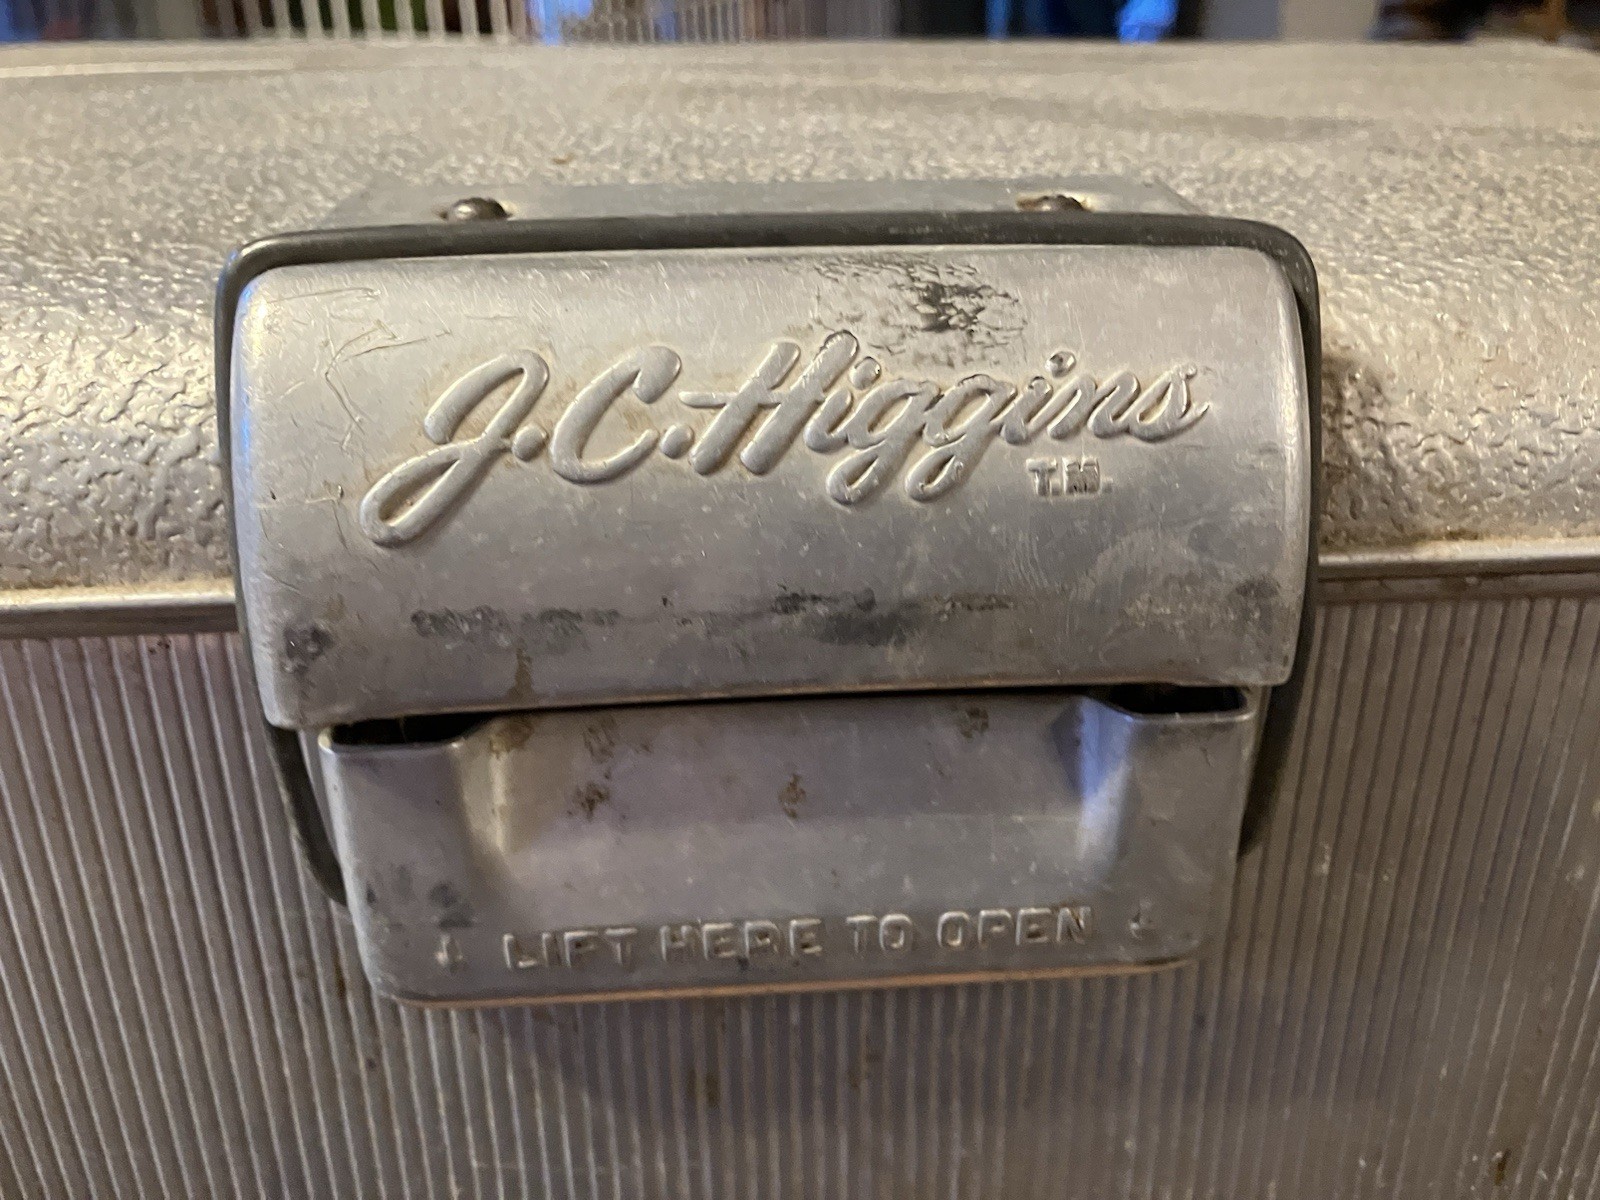 J.C. Higgins
T.M.
LIFT HERE TO OPEN